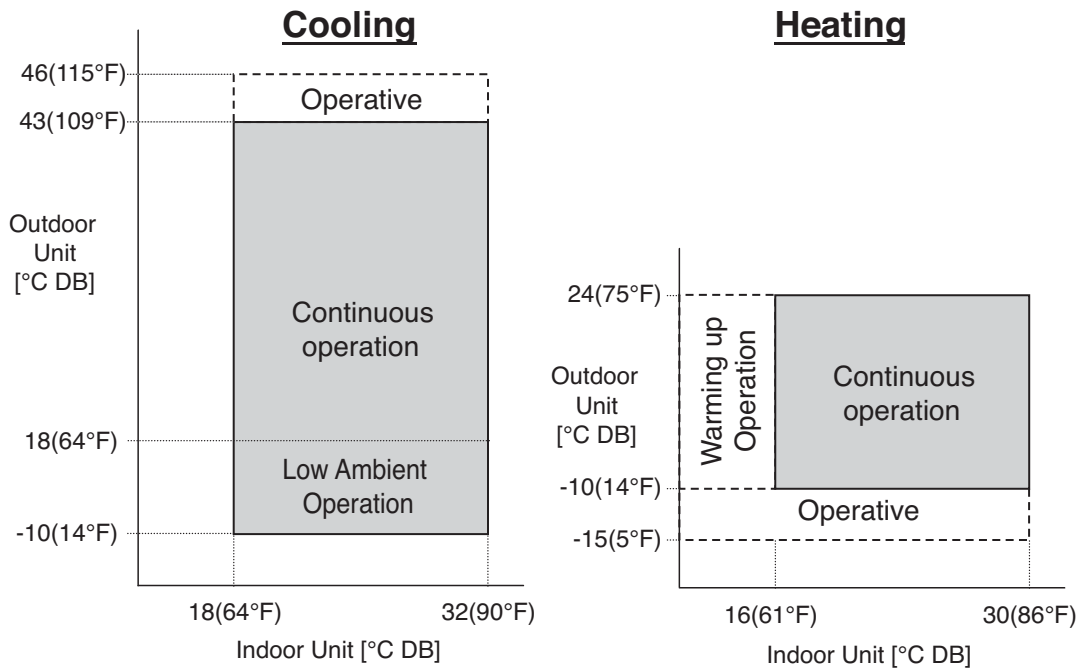 Cooling
46(115°F)
Operative
43(109°F)
Outdoor
Unit
[°C DB]
Continuous
operation
18(64°F)
Low Ambient
Operation
-10(14°F)
18(64°F)
32(90°F)
Indoor Unit [°C DB]
Heating
24(75°F)
Warming up
Operation
Continuous
operation
Outdoor
Unit
[°C DB]
-10(14°F)
Operative
-15(5°F)
16(61°F)
30(86°F)
Indoor Unit [°C DB]